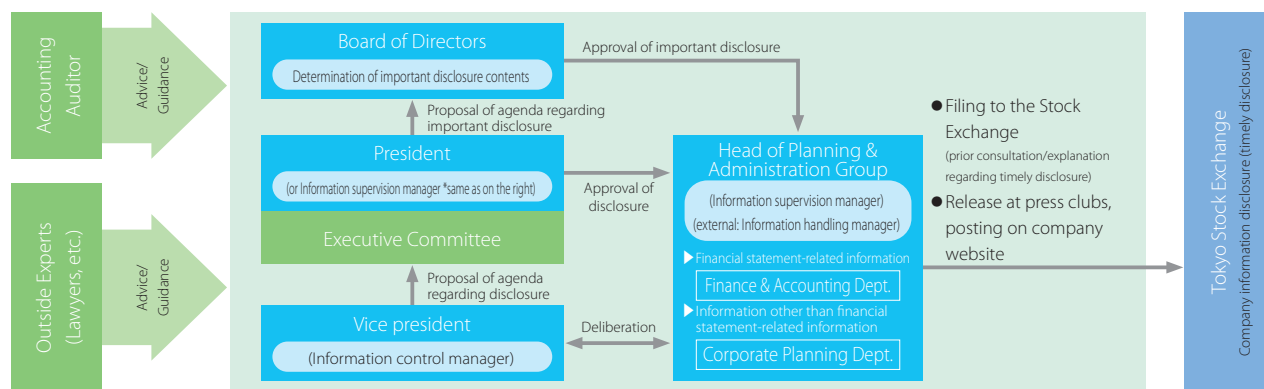 Accounting
Auditor
Advice/
Guidance
Outside Experts
(Lawyers, etc.)
Advice/
Guidance
Board of Directors
Determination of important disclosure contents
Proposal of agenda regarding
important disclosure
President
(or Information supervision manager *same as on the right)
Executive Committee
Proposal of agenda
regarding disclosure
Vice president
(Information control manager)
Approval of important disclosure
Approval of
disclosure
Deliberation
Head of Planning &
Administration Group
(Information supervision manager)
(external: Information handling manager)
▶Financial statement-related information
Finance & Accounting Dept.
▶Information other than financial
statement-related information
Corporate Planning Dept.
●Filing to the Stock
Exchange
(prior consultation/explanation
regarding timely disclosure)
●Release at press clubs,
posting on company
website
Tokyo Stock Exchange
Company information disclosure (timely disclosure)